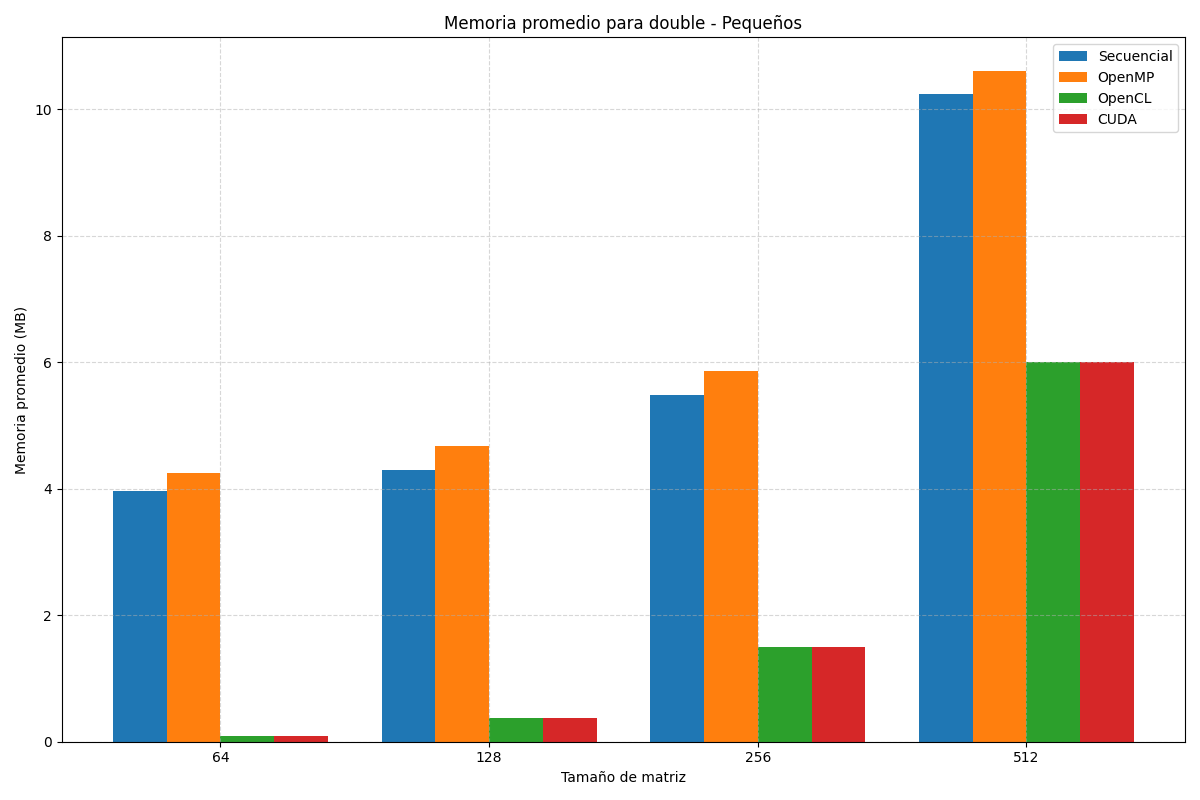 Memoria promedio para double - Pequeños
Secuencial
OpenMP
OpenCL
CUDA
Memoria promedio (MB)
10
8
6
4
2
0
64
128
256
512
Tamaño de matriz